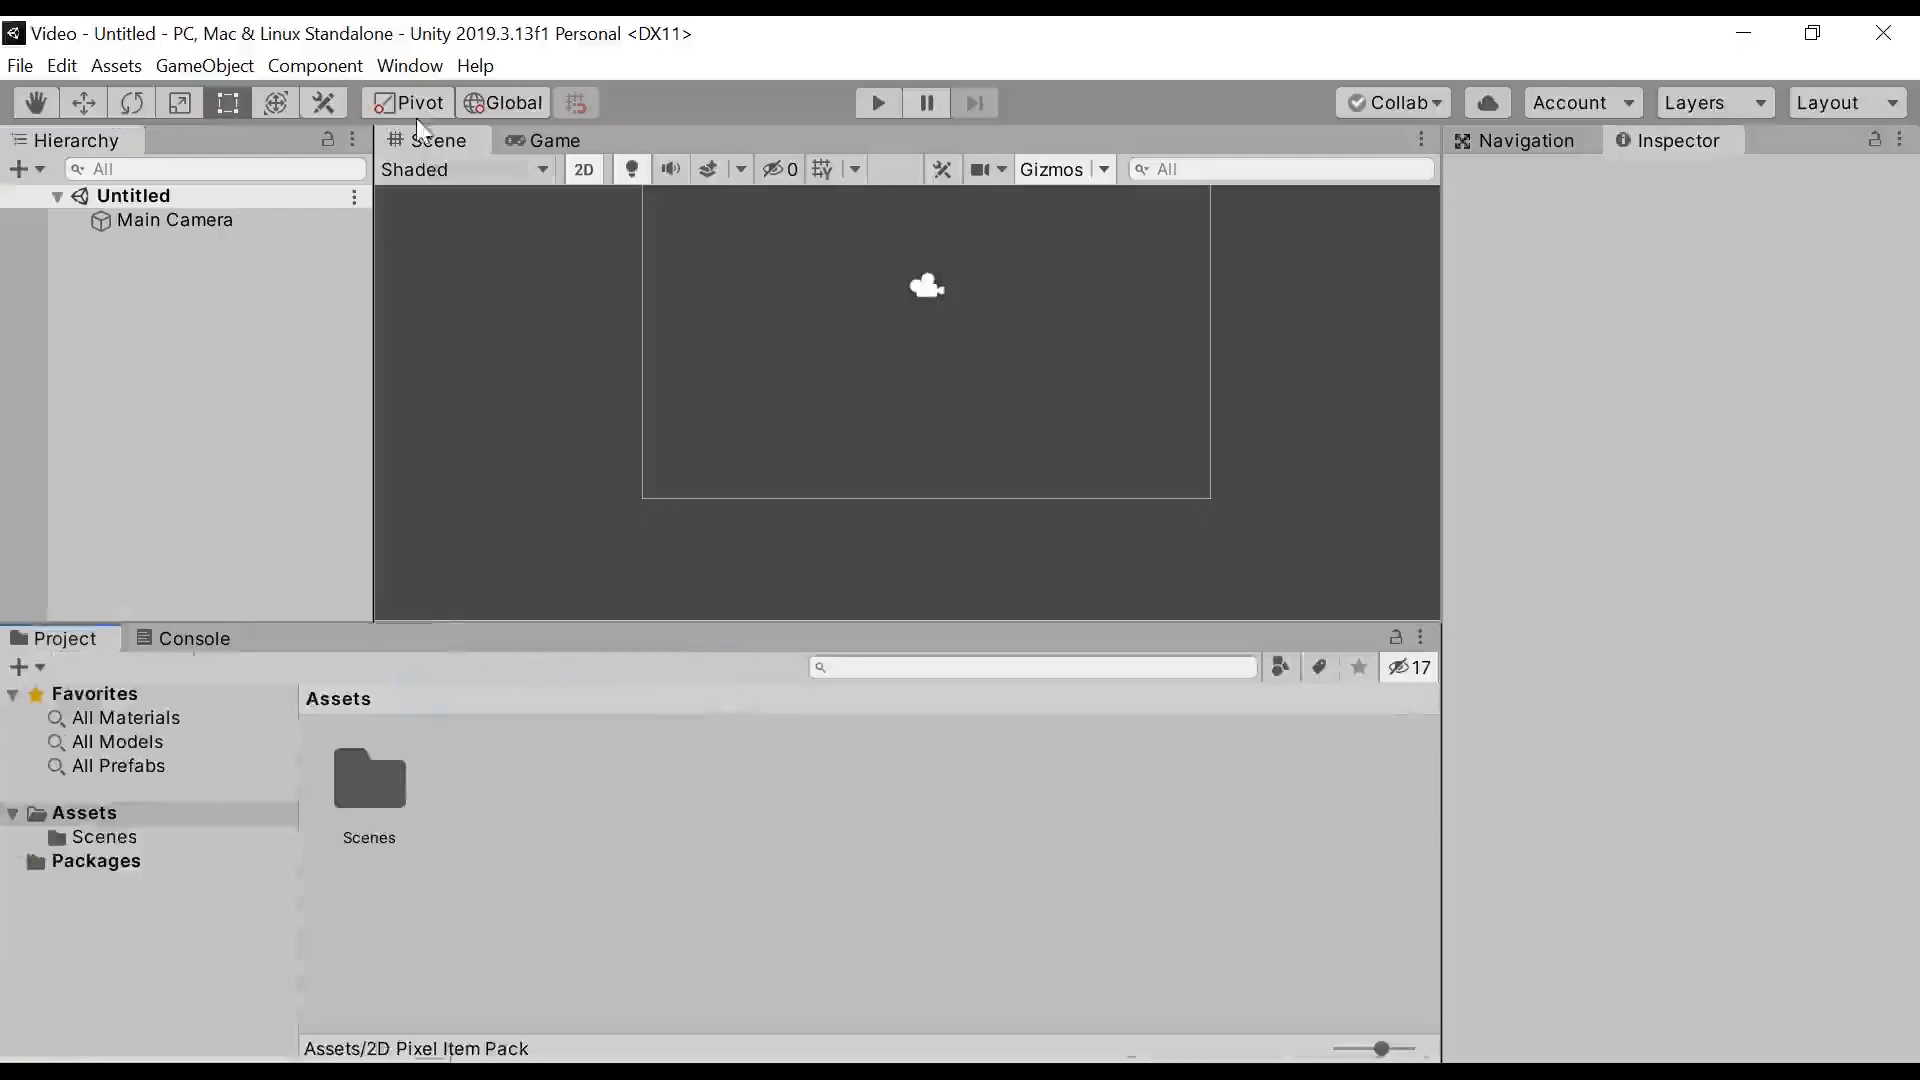 Video - Untitled - PC, Mac & Linux Standalone - Unity 2019.3.13f1 Personal <DX11>
File Edit Assets GameObject Component Window Help
Pivot Global Collab Account Layers Layout
Hierarchy Scene Game Navigation Inspector
All Shaded 2D 0 Gizmos All
Untitled
Main Camera
Project Console
17
Favorites
Assets
All Materials
All Models
All Prefabs
Assets
Scenes
Packages
Scenes
Assets/2D Pixel Item Pack